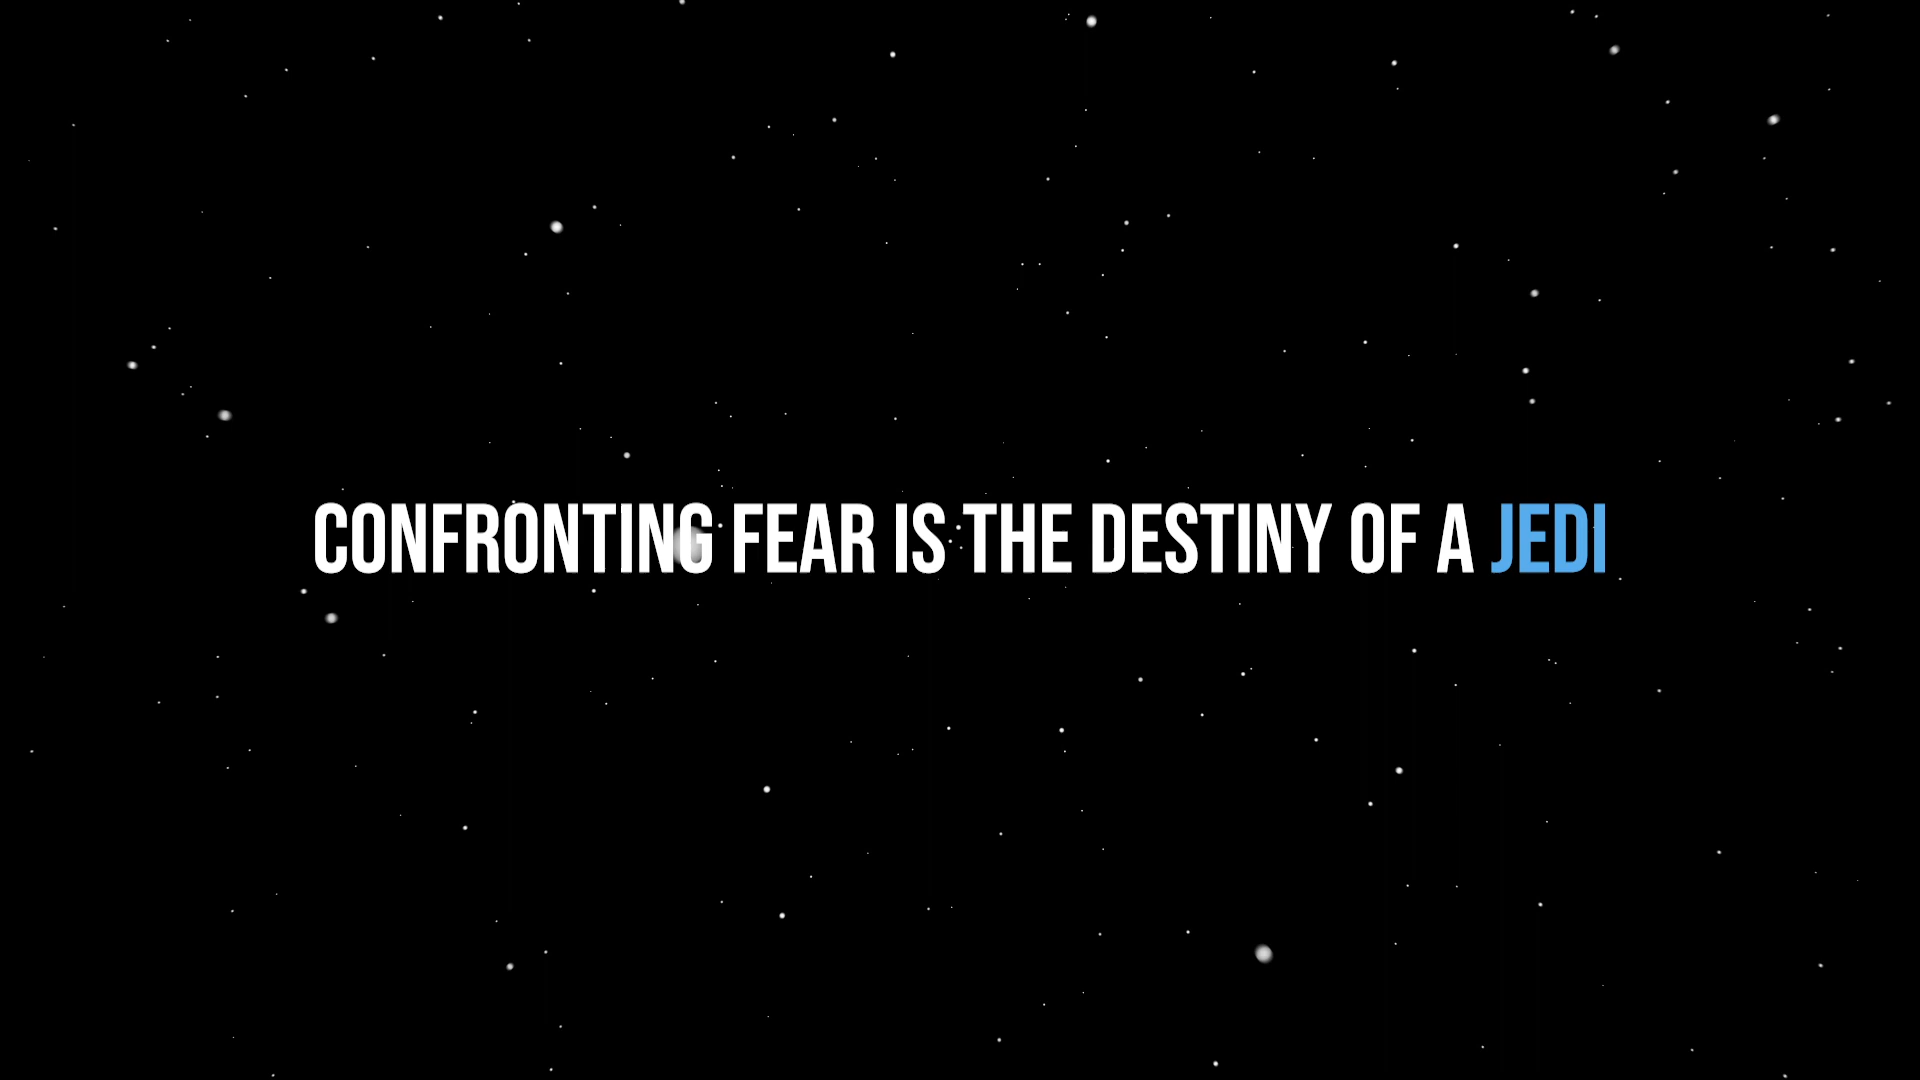 CONFRONTING FEAR IS THE DESTINY OF A JEDI